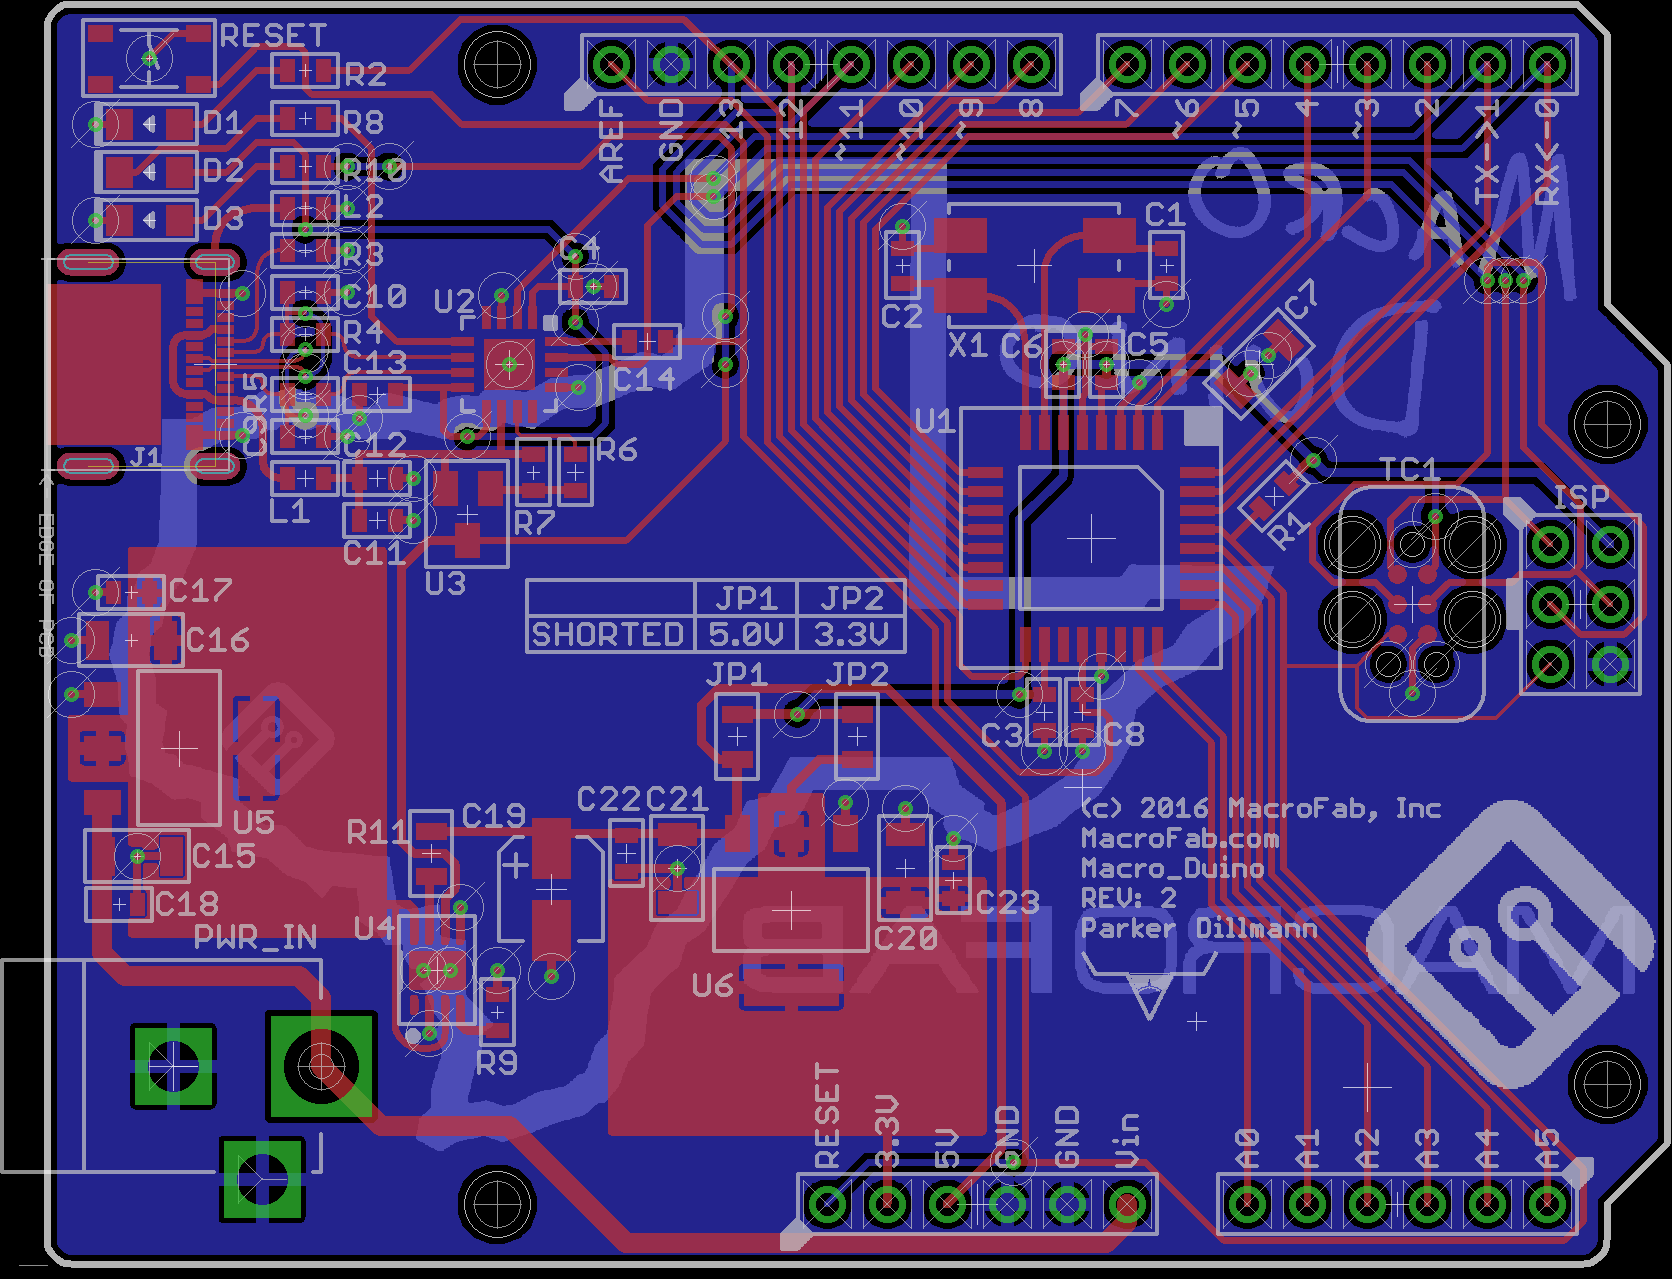 RESET
R2
D1
R8
D2
R10
D3
L2
R3
C10
R4
C13
R5
C9
C12
L1
C11
J1
EDGE OF PCB
C4
U2
C14
R6
R7
U3
AREF
GND
13
12
~11
~10
~9
8
7
~6
~5
4
~3
2
TX->1
RX<-0
C1
C2
X1
C6
C5
C7
U1
R1
TC1
ISP
MACRO
C17
C16
U5
C15
C18
PWR_IN
JP1 JP2
SHORTED 5.0V 3.3V
JP1
JP2
C3
C8
R11
C19
C22
C21
U4
R9
U6
C20
C23
(c) 2016 MacroFab, Inc
MacroFab.com
Macro_Duino
REV: 2
Parker Dillmann
MACROFAB
RESET
3.3V
5V
GND
GND
Vin
A0
A1
A2
A3
A4
A5